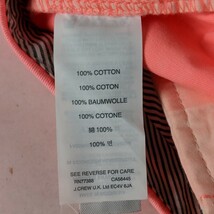 100% COTTON
100% COTON
100% BAUMWOLLE
100% COTONE
綿 100%
100% 면
SEE REVERSE FOR CARE
J.CREW U.K. Ltd EC4V 6JA